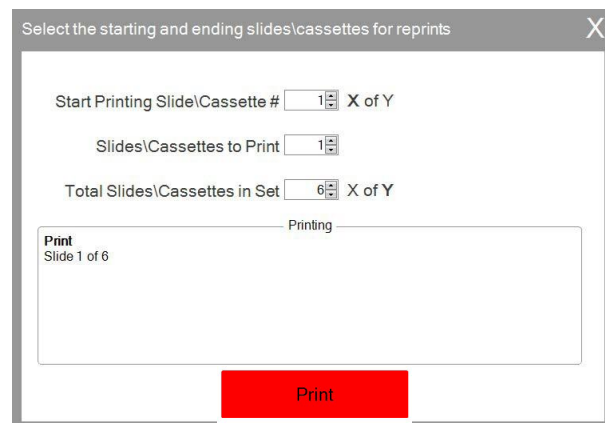 Select the starting and ending slides\cassettes for reprints X
Start Printing Slide\Cassette # 1 X of Y
Slides\Cassettes to Print 1
Total Slides\Cassettes in Set 6 X of Y
Printing
Print
Slide 1 of 6
Print